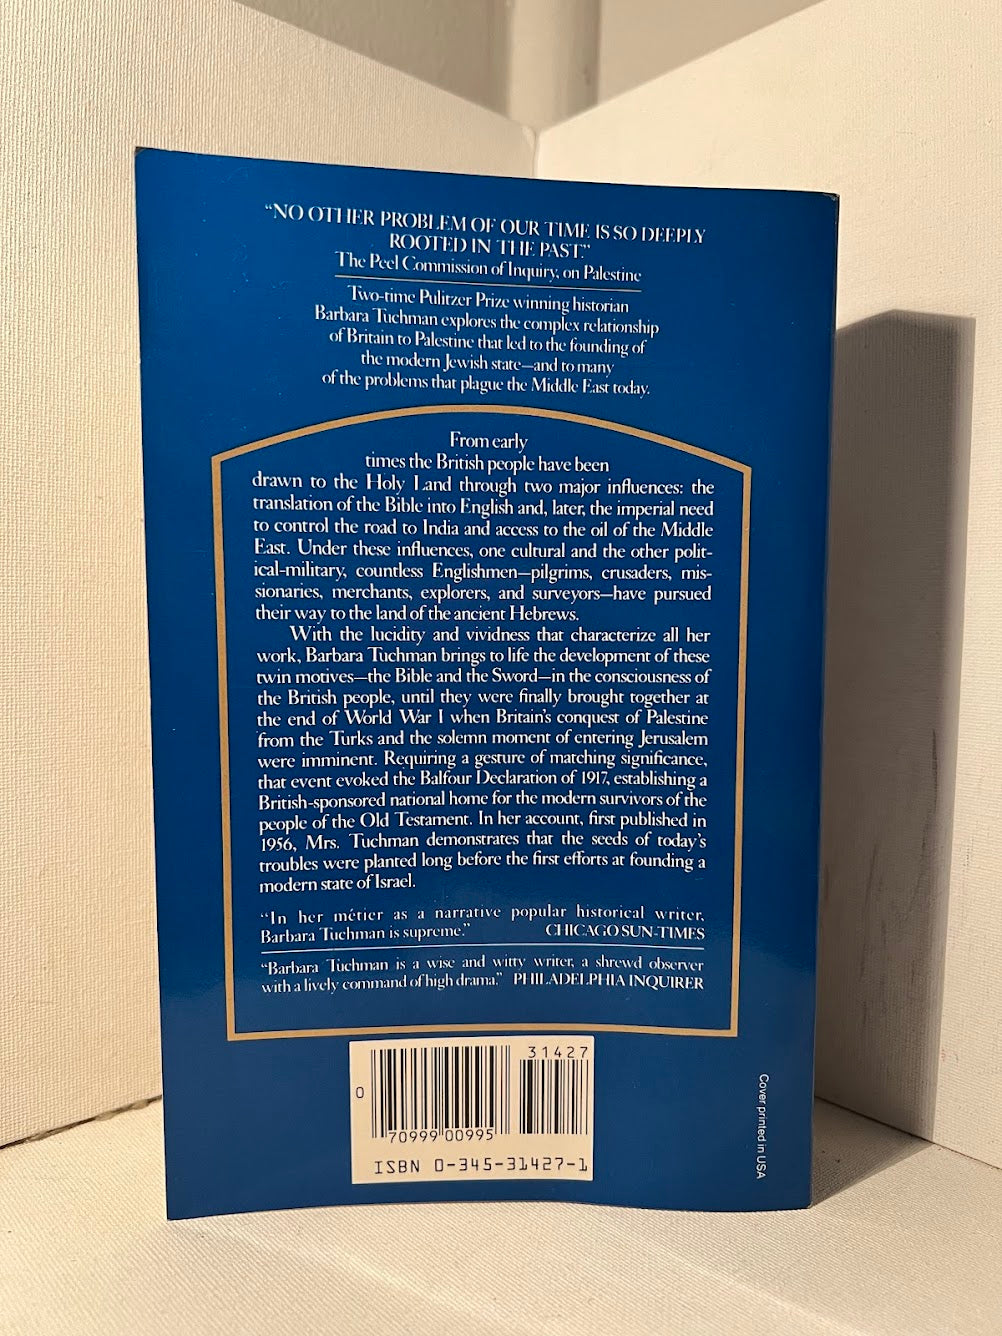 “NO OTHER PROBLEM OF OUR TIME IS SO DEEPLY
ROOTED IN THE PAST.”
The Peel Commission of Inquiry, on Palestine
Two-time Pulitzer Prize winning historian
Barbara Tuchman explores the complex relationship
of Britain to Palestine that led to the founding of
the modern Jewish state—and to many
of the problems that plague the Middle East today.
From early
times the British people have been
drawn to the Holy Land through two major influences: the
translation of the Bible into English and, later, the imperial need
to control the road to India and access to the oil of the Middle
East. Under these influences, one cultural and the other polit-
ical-military, countless Englishmen—pilgrims, crusaders, mis-
sionaries, merchants, explorers, and surveyors—have pursued
their way to the land of the ancient Hebrews.
With the lucidity and vividness that characterize all her
work, Barbara Tuchman brings to life the development of these
twin motives—the Bible and the Sword—in the consciousness of
the British people, until they were finally brought together at
the end of World War I when Britain's conquest of Palestine
from the Turks and the solemn moment of entering Jerusalem
were imminent. Requiring a gesture of matching significance,
that event evoked the Balfour Declaration of 1917, establishing a
British-sponsored national home for the modern survivors of the
people of the Old Testament. In her account, first published in
1956, Mrs. Tuchman demonstrates that the seeds of today's
troubles were planted long before the first efforts at founding a
modern state of Israel.
“In her métier as a narrative popular historical writer,
Barbara Tuchman is supreme.” CHICAGO SUN-TIMES
“Barbara Tuchman is a wise and witty writer, a shrewd observer
with a lively command of high drama.” PHILADELPHIA INQUIRER
31427
0
70999 00995
ISBN 0-345-31427-1
Cover printed in USA